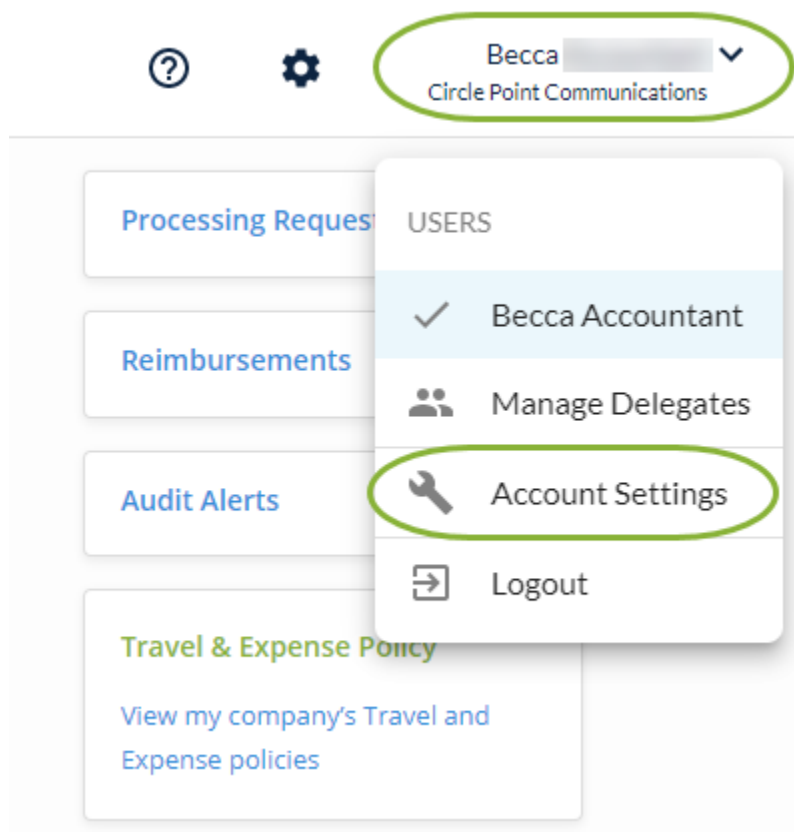 Becca
Circle Point Communications
Processing Reques
USERS
Becca Accountant
Reimbursements
Manage Delegates
Audit Alerts
Account Settings
Logout
Travel & Expense Policy
View my company's Travel and
Expense policies